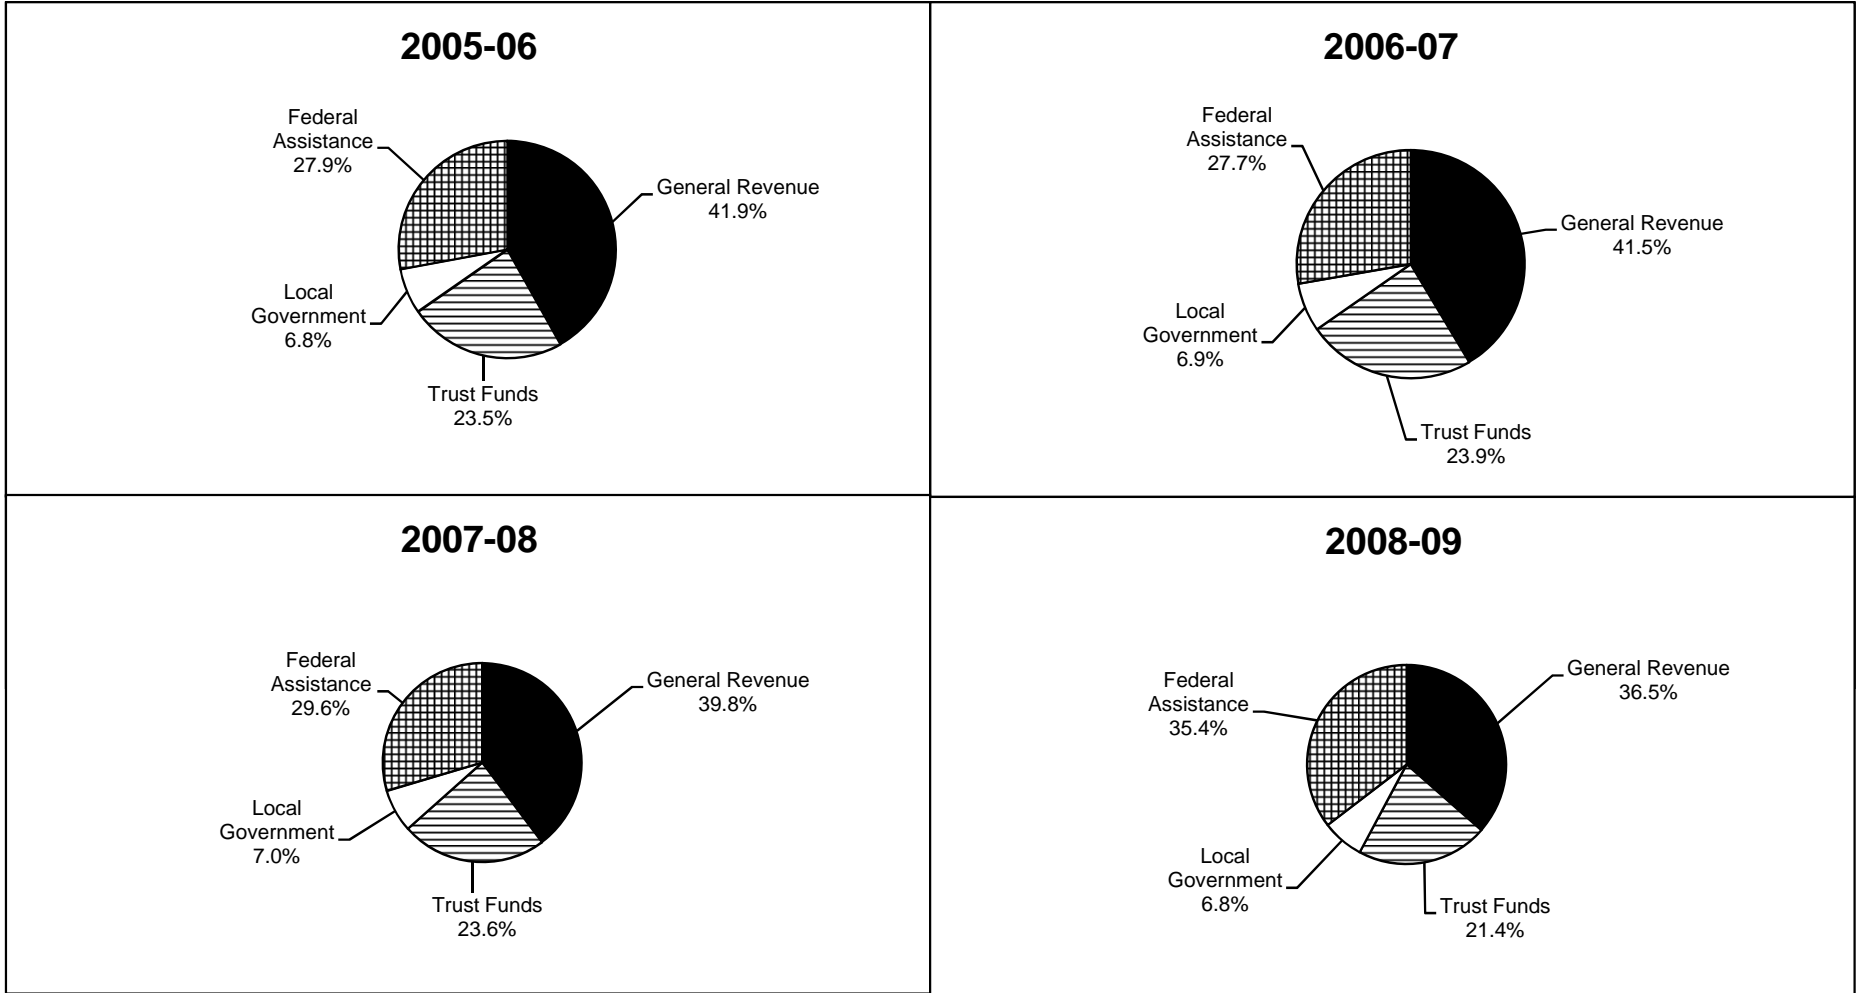 2005-06
Federal
Assistance
27.9%
General Revenue
41.9%
Local
Government
6.8%
Trust Funds
23.5%
2006-07
Federal
Assistance
27.7%
General Revenue
41.5%
Local
Government
6.9%
Trust Funds
23.9%
2007-08
Federal
Assistance
29.6%
General Revenue
39.8%
Local
Government
7.0%
Trust Funds
23.6%
2008-09
Federal
Assistance
35.4%
General Revenue
36.5%
Local
Government
6.8%
Trust Funds
21.4%